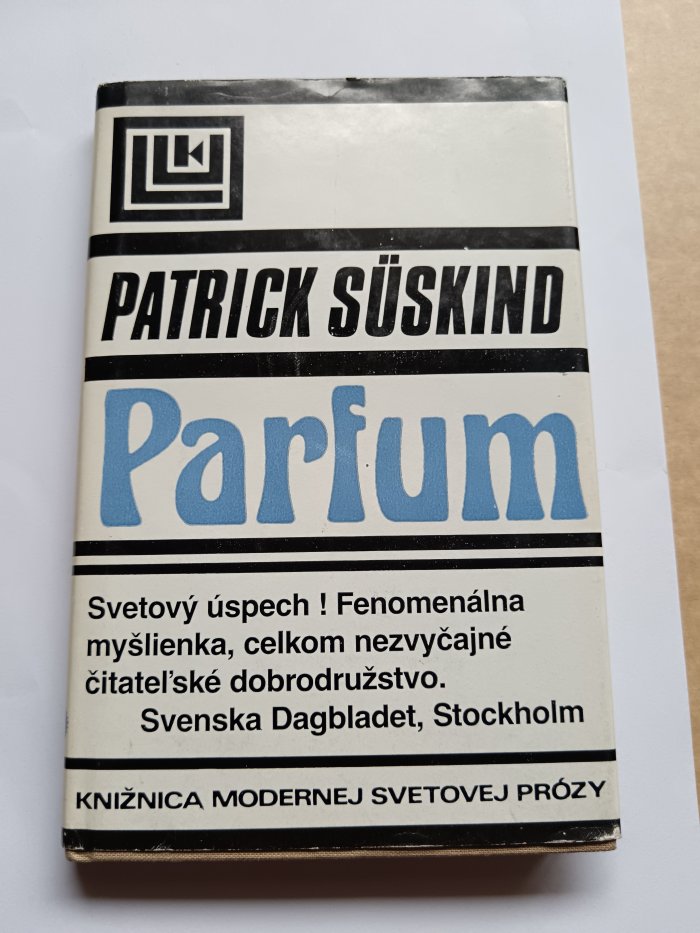 PATRICK SÜSKIND
Parfum
Svetový úspech ! Fenomenálna
myšlienka, celkom nezvyčajné
čitateľské dobrodružstvo.
Svenska Dagbladet, Stockholm
KNIŽNICA MODERNEJ SVETOVEJ PRÓZY